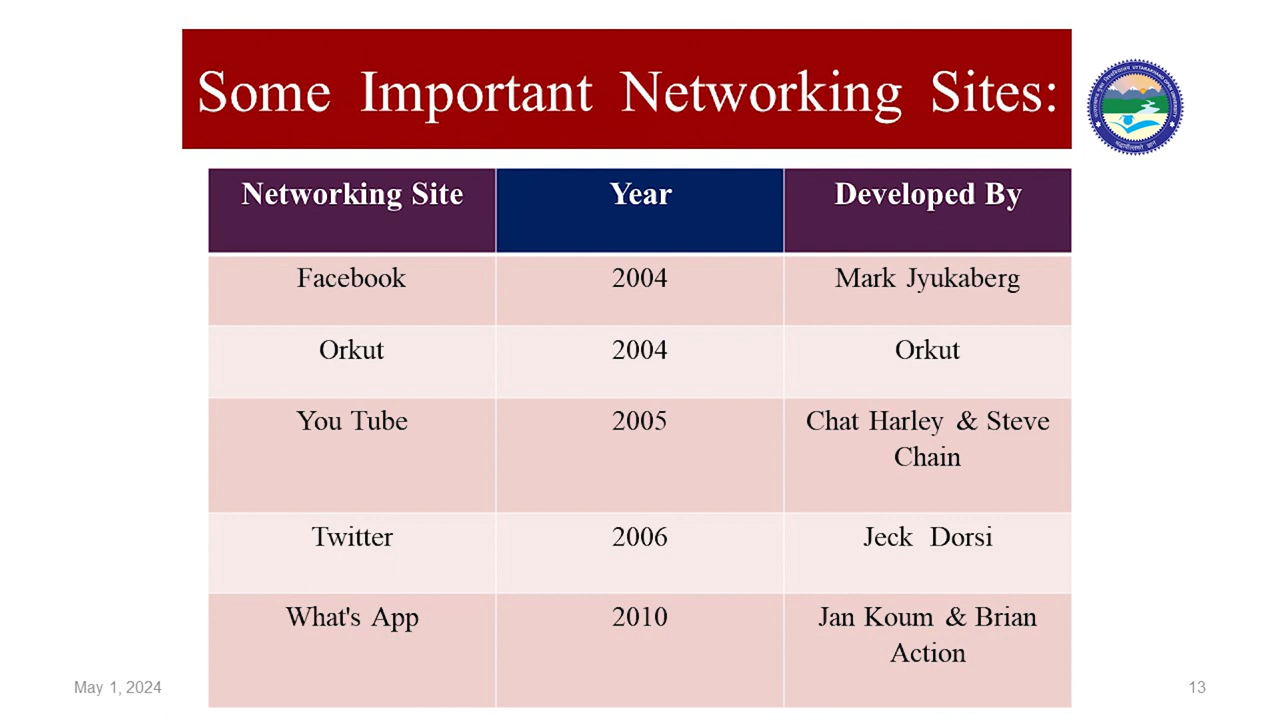 Some Important Networking Sites:
Networking Site Year Developed By
Facebook 2004 Mark Jyukaberg
Orkut 2004 Orkut
You Tube 2005 Chat Harley & Steve
Chain
Twitter 2006 Jeck Dorsi
What's App 2010 Jan Koum & Brian
Action
May 1, 2024 13